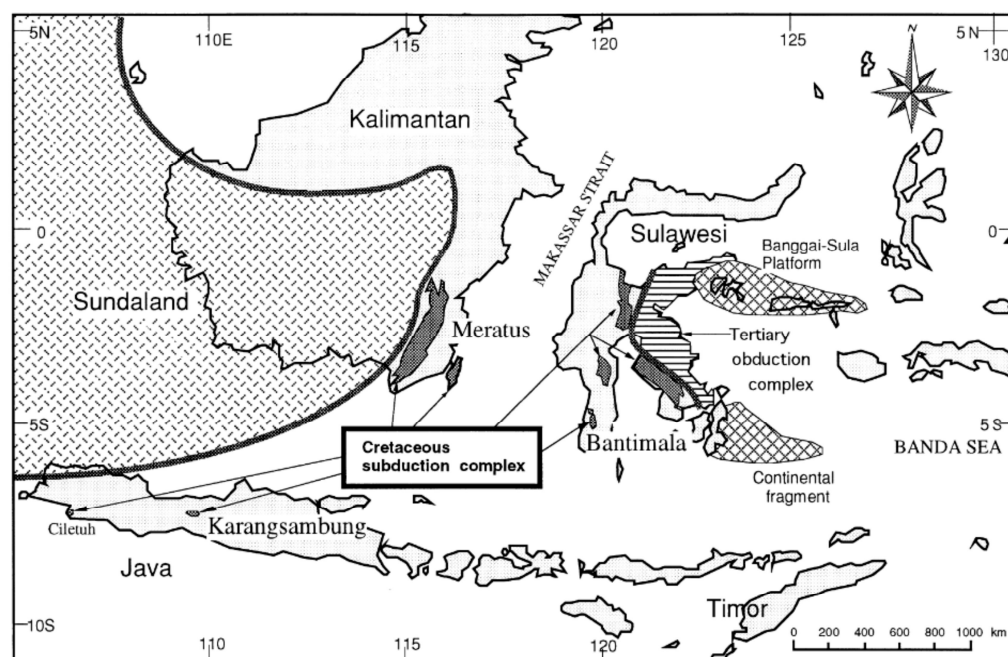 5N
110E
115
120
125
5 N
130
N
Kalimantan
MAKASSAR STRAIT
0
Sulawesi
0
Banggai-Sula
Platform
Sundaland
Meratus
Tertiary
obduction
complex
5S
Cretaceous
subduction complex
Bantimala
5 S
BANDA SEA
Continental
fragment
Ciletuh
Karangsambung
Java
Timor
10S
110
115
120
0 200 400 600 800 1000 km